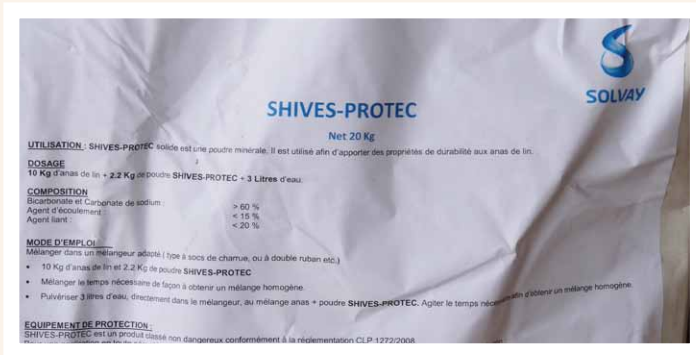 SOLVAY
SHIVES-PROTEC
Net 20 Kg
UTILISATION : SHIVES-PROTEC solide est une poudre minérale. Il est utilisé afin d'apporter des propriétés de durabilité aux anas de lin.
DOSAGE
10 Kg d'anas de lin + 2.2 Kg de poudre SHIVES-PROTEC + 3 Litres d'eau.
COMPOSITION
Bicarbonate et Carbonate de sodium : > 60 %
Agent d'écoulement : < 15 %
Agent liant : < 20 %
MODE D'EMPLOI :
Mélanger dans un mélangeur adapté ( type à socs de charrue, ou à double ruban etc.)
• 10 Kg d'anas de lin et 2.2 Kg de poudre SHIVES-PROTEC
• Mélanger le temps nécessaire de façon à obtenir un mélange homogène.
• Pulvériser 3 litres d'eau, directement dans le mélangeur, au mélange anas + poudre SHIVES-PROTEC. Agiter le temps afin d'obtenir un mélange homogène.
EQUIPEMENT DE PROTECTION :
SHIVES-PROTEC est un produit classé non dangereux conformément à la réglementation CLP 1272/2008